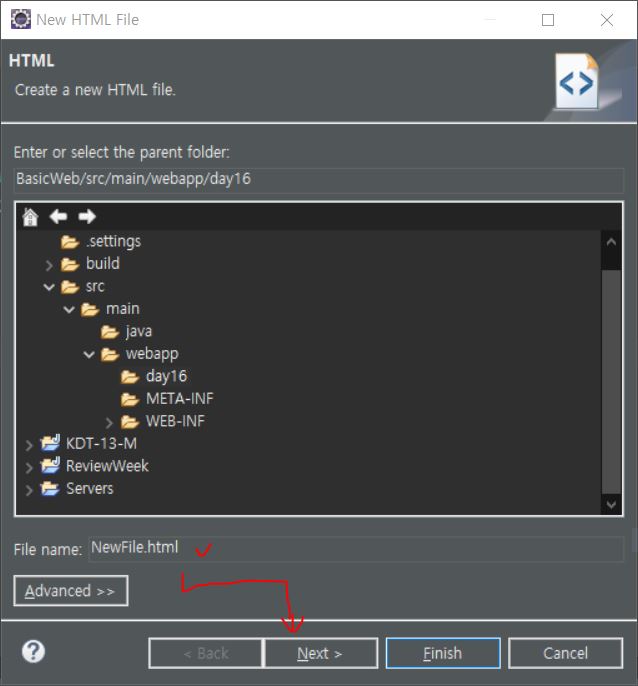 New HTML File
HTML
Create a new HTML file.
Enter or select the parent folder:
BasicWeb/src/main/webapp/day16
.settings
build
src
main
java
webapp
day16
META-INF
WEB-INF
KDT-13-M
ReviewWeek
Servers
File name: NewFile.html
Advanced >>
? < Back Next > Finish Cancel